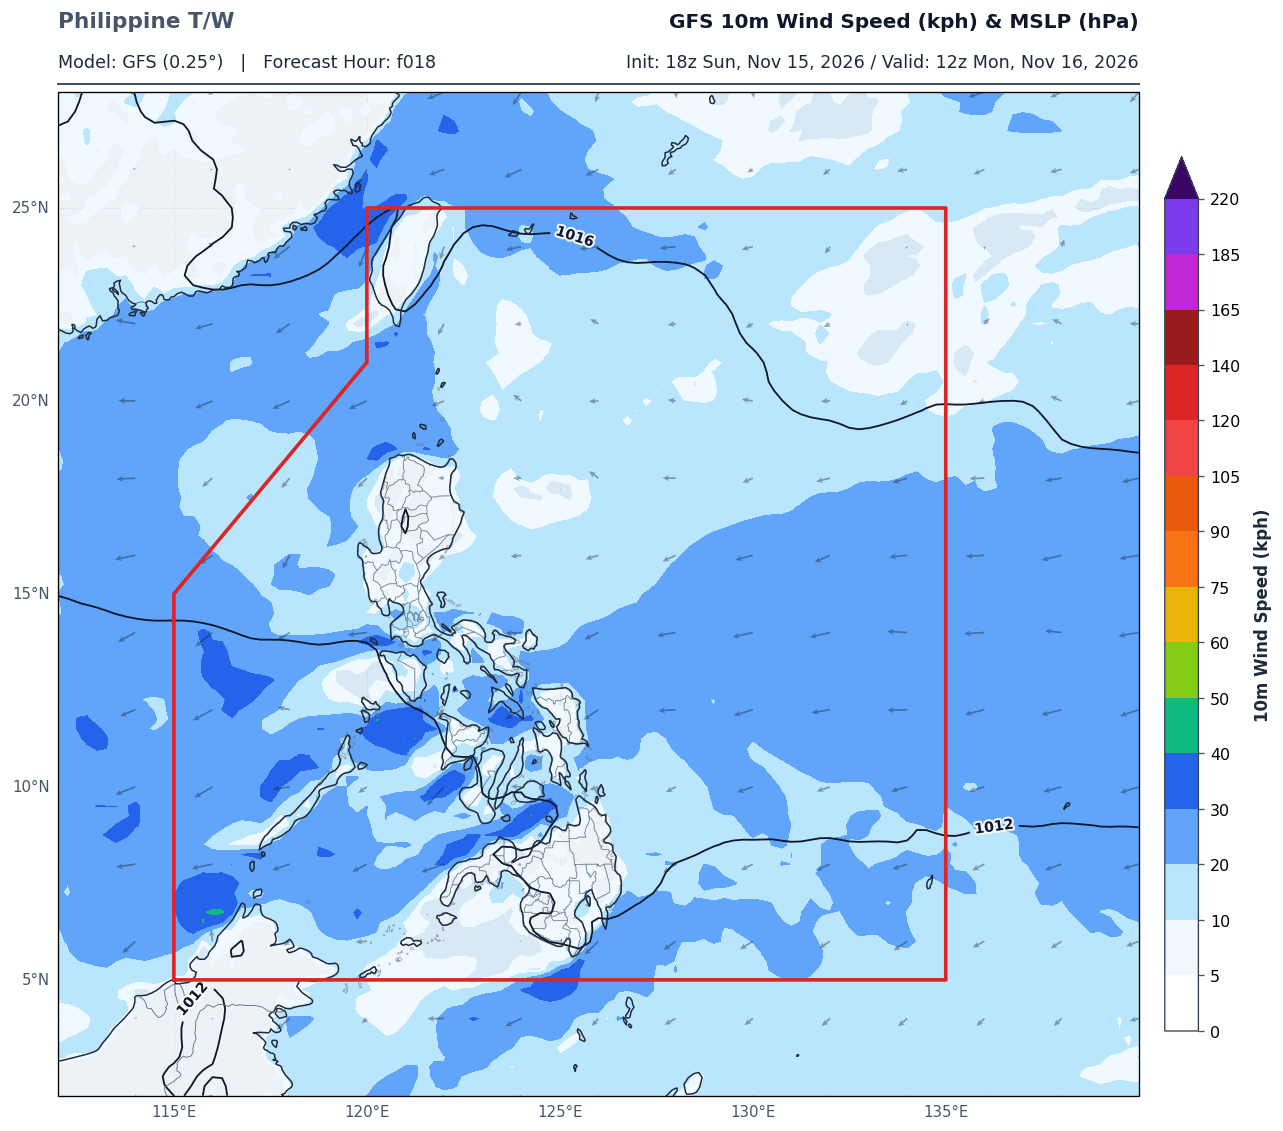 Philippine T/W
GFS 10m Wind Speed (kph) & MSLP (hPa)
Model: GFS (0.25°) | Forecast Hour: f018
Init: 18z Sun, Nov 15, 2026 / Valid: 12z Mon, Nov 16, 2026
25°N
20°N
15°N
10°N
5°N
115°E
120°E
125°E
130°E
135°E
1016
1012
1012
220
185
165
140
120
105
90
75
60
50
40
30
20
10
5
0
10m Wind Speed (kph)